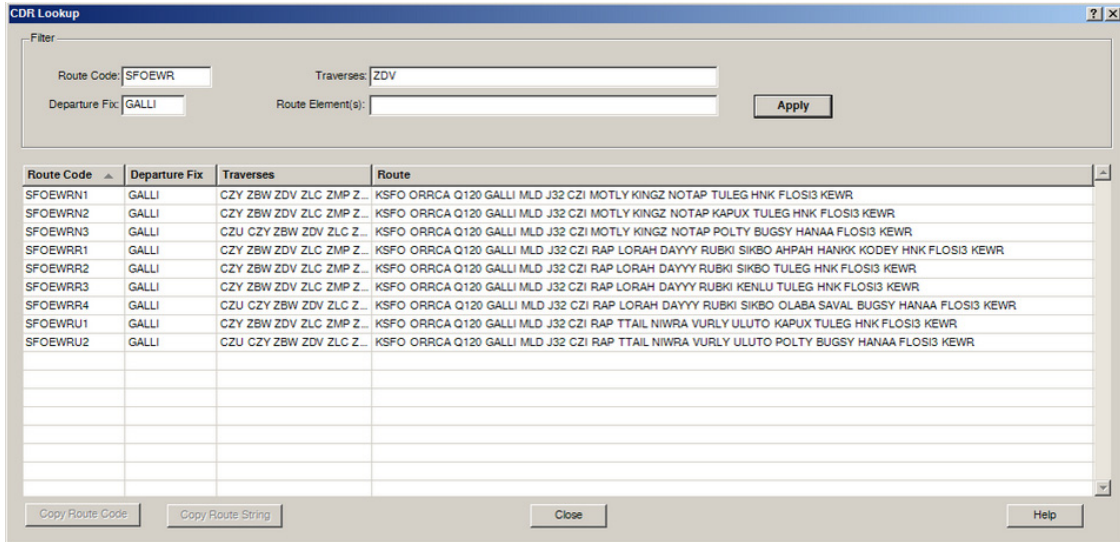 CDR Lookup
Filter
Route Code: SFOEWR Traverses: ZDV
Departure Fix: GALLI Route Element(s): Apply
Route Code Departure Fix Traverses Route
SFOEWRN1 GALLI CZY ZBW ZDV ZLC ZMP Z... KSFO ORRCA Q120 GALLI MLD J32 CZI MOTLY KINGZ NOTAP TULEG HNK FLOSI3 KEWR
SFOEWRN2 GALLI CZY ZBW ZDV ZLC ZMP Z... KSFO ORRCA Q120 GALLI MLD J32 CZI MOTLY KINGZ NOTAP KAPUX TULEG HNK FLOSI3 KEWR
SFOEWRN3 GALLI CZU CZY ZBW ZDV ZLC Z... KSFO ORRCA Q120 GALLI MLD J32 CZI MOTLY KINGZ NOTAP POLTY BUGSY HANAA FLOSI3 KEWR
SFOEWRR1 GALLI CZY ZBW ZDV ZLC ZMP Z... KSFO ORRCA Q120 GALLI MLD J32 CZI RAP LORAH DAYYY RUBKI SIKBO AHPAH HANKK KODEY HNK FLOSI3 KEWR
SFOEWRR2 GALLI CZY ZBW ZDV ZLC ZMP Z... KSFO ORRCA Q120 GALLI MLD J32 CZI RAP LORAH DAYYY RUBKI SIKBO TULEG HNK FLOSI3 KEWR
SFOEWRR3 GALLI CZY ZBW ZDV ZLC ZMP Z... KSFO ORRCA Q120 GALLI MLD J32 CZI RAP LORAH DAYYY RUBKI KENLU TULEG HNK FLOSI3 KEWR
SFOEWRR4 GALLI CZU CZY ZBW ZDV ZLC Z... KSFO ORRCA Q120 GALLI MLD J32 CZI RAP LORAH DAYYY RUBKI SIKBO OLABA SAVAL BUGSY HANAA FLOSI3 KEWR
SFOEWRU1 GALLI CZY ZBW ZDV ZLC ZMP Z... KSFO ORRCA Q120 GALLI MLD J32 CZI RAP TTAIL NIWRA VURLY ULUTO KAPUX TULEG HNK FLOSI3 KEWR
SFOEWRU2 GALLI CZU CZY ZBW ZDV ZLC Z... KSFO ORRCA Q120 GALLI MLD J32 CZI RAP TTAIL NIWRA VURLY ULUTO POLTY BUGSY HANAA FLOSI3 KEWR
Copy Route Code Copy Route String Close Help